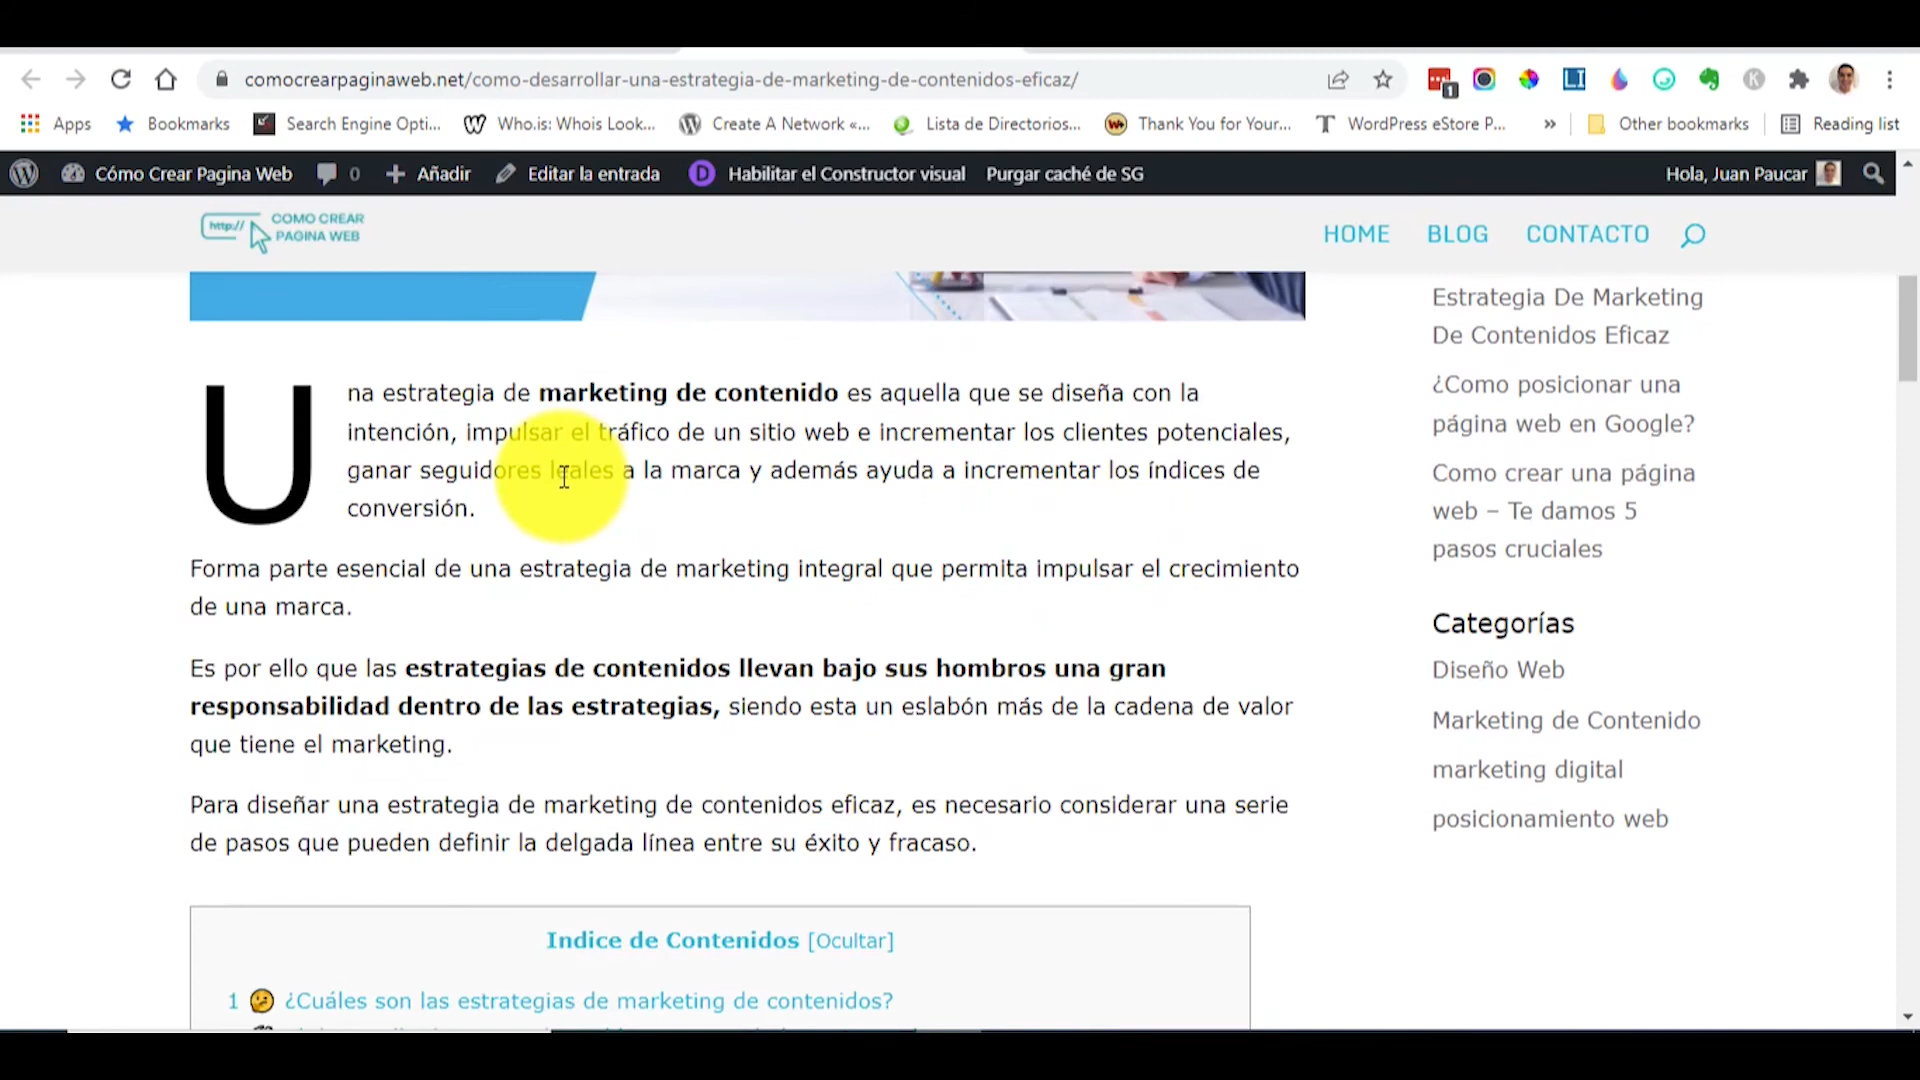 comocrearpaginaweb.net/como-desarrollar-una-estrategia-de-marketing-de-contenidos-eficaz/
1
K
Apps Bookmarks Search Engine Opti... Who.is: Whois Look... Create A Network «... Lista de Directorios... Thank You for Your... WordPress eStore P... » Other bookmarks Reading list
Cómo Crear Pagina Web 0 + Añadir Editar la entrada D Habilitar el Constructor visual Purgar caché de SG Hola, Juan Paucar
http:// COMO CREAR
PAGINA WEB
HOME BLOG CONTACTO
Una estrategia de marketing de contenido es aquella que se diseña con la
intención, impulsar el tráfico de un sitio web e incrementar los clientes potenciales,
ganar seguidores leales a la marca y además ayuda a incrementar los índices de
conversión.
Forma parte esencial de una estrategia de marketing integral que permita impulsar el crecimiento
de una marca.
Es por ello que las estrategias de contenidos llevan bajo sus hombros una gran
responsabilidad dentro de las estrategias, siendo esta un eslabón más de la cadena de valor
que tiene el marketing.
Para diseñar una estrategia de marketing de contenidos eficaz, es necesario considerar una serie
de pasos que pueden definir la delgada línea entre su éxito y fracaso.
Indice de Contenidos [Ocultar]
1 🤔 ¿Cuáles son las estrategias de marketing de contenidos?
Estrategia De Marketing
De Contenidos Eficaz
¿Como posicionar una
página web en Google?
Como crear una página
web – Te damos 5
pasos cruciales
Categorías
Diseño Web
Marketing de Contenido
marketing digital
posicionamiento web